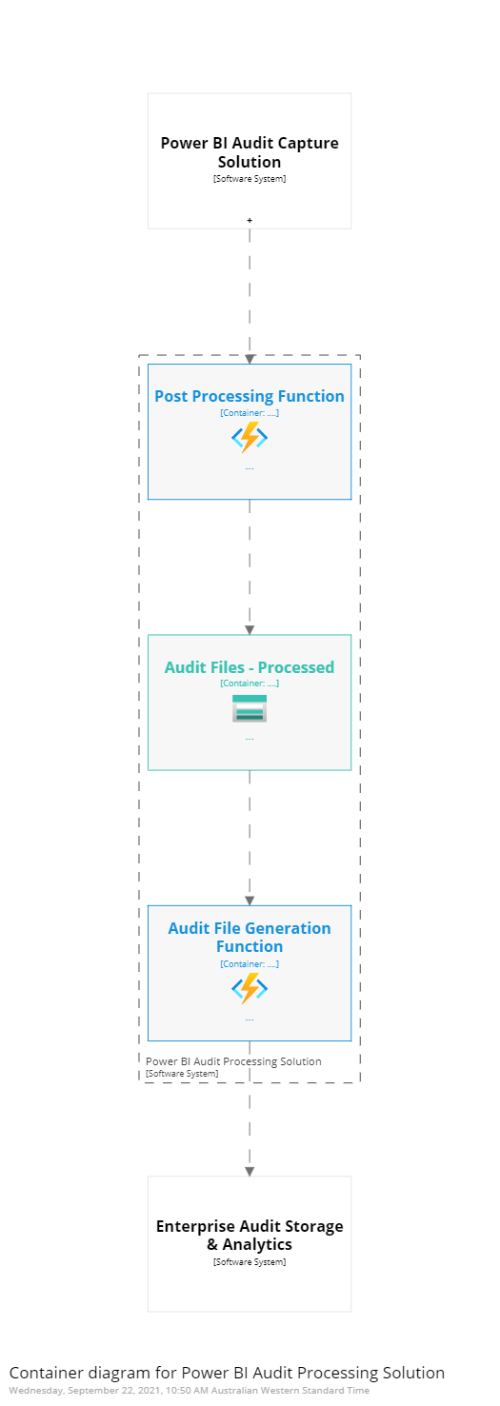 Power BI Audit Capture
Solution
[Software System]
+
Post Processing Function
[Container: ....]
...
Audit Files - Processed
[Container: ....]
...
Audit File Generation
Function
[Container: ....]
...
Power BI Audit Processing Solution
[Software System]
Enterprise Audit Storage
& Analytics
[Software System]
Container diagram for Power BI Audit Processing Solution
Wednesday, September 22, 2021, 10:50 AM Australian Western Standard Time